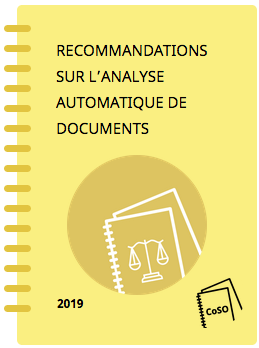 RECOMMANDATIONS
SUR L'ANALYSE
AUTOMATIQUE DE
DOCUMENTS
2019
CoSO